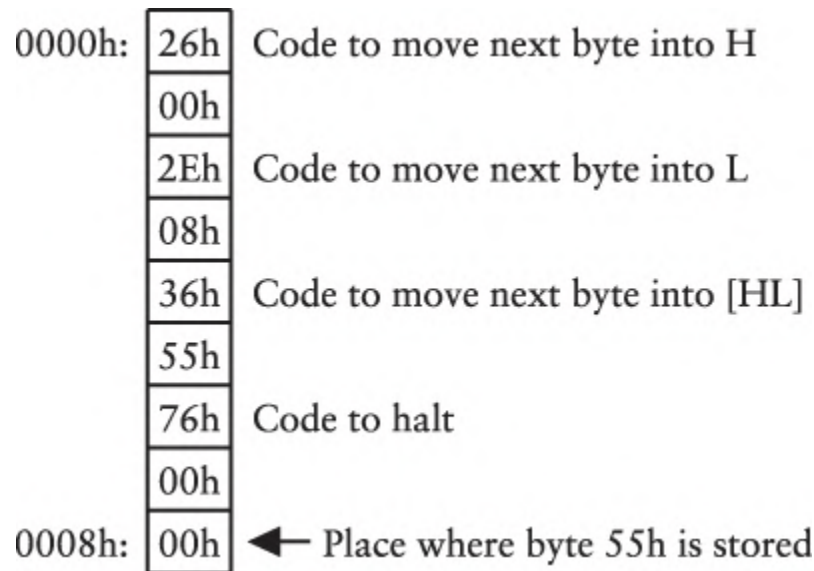 0000h: 26h Code to move next byte into H
00h
2Eh Code to move next byte into L
08h
36h Code to move next byte into [HL]
55h
76h Code to halt
00h
0008h: 00h Place where byte 55h is stored